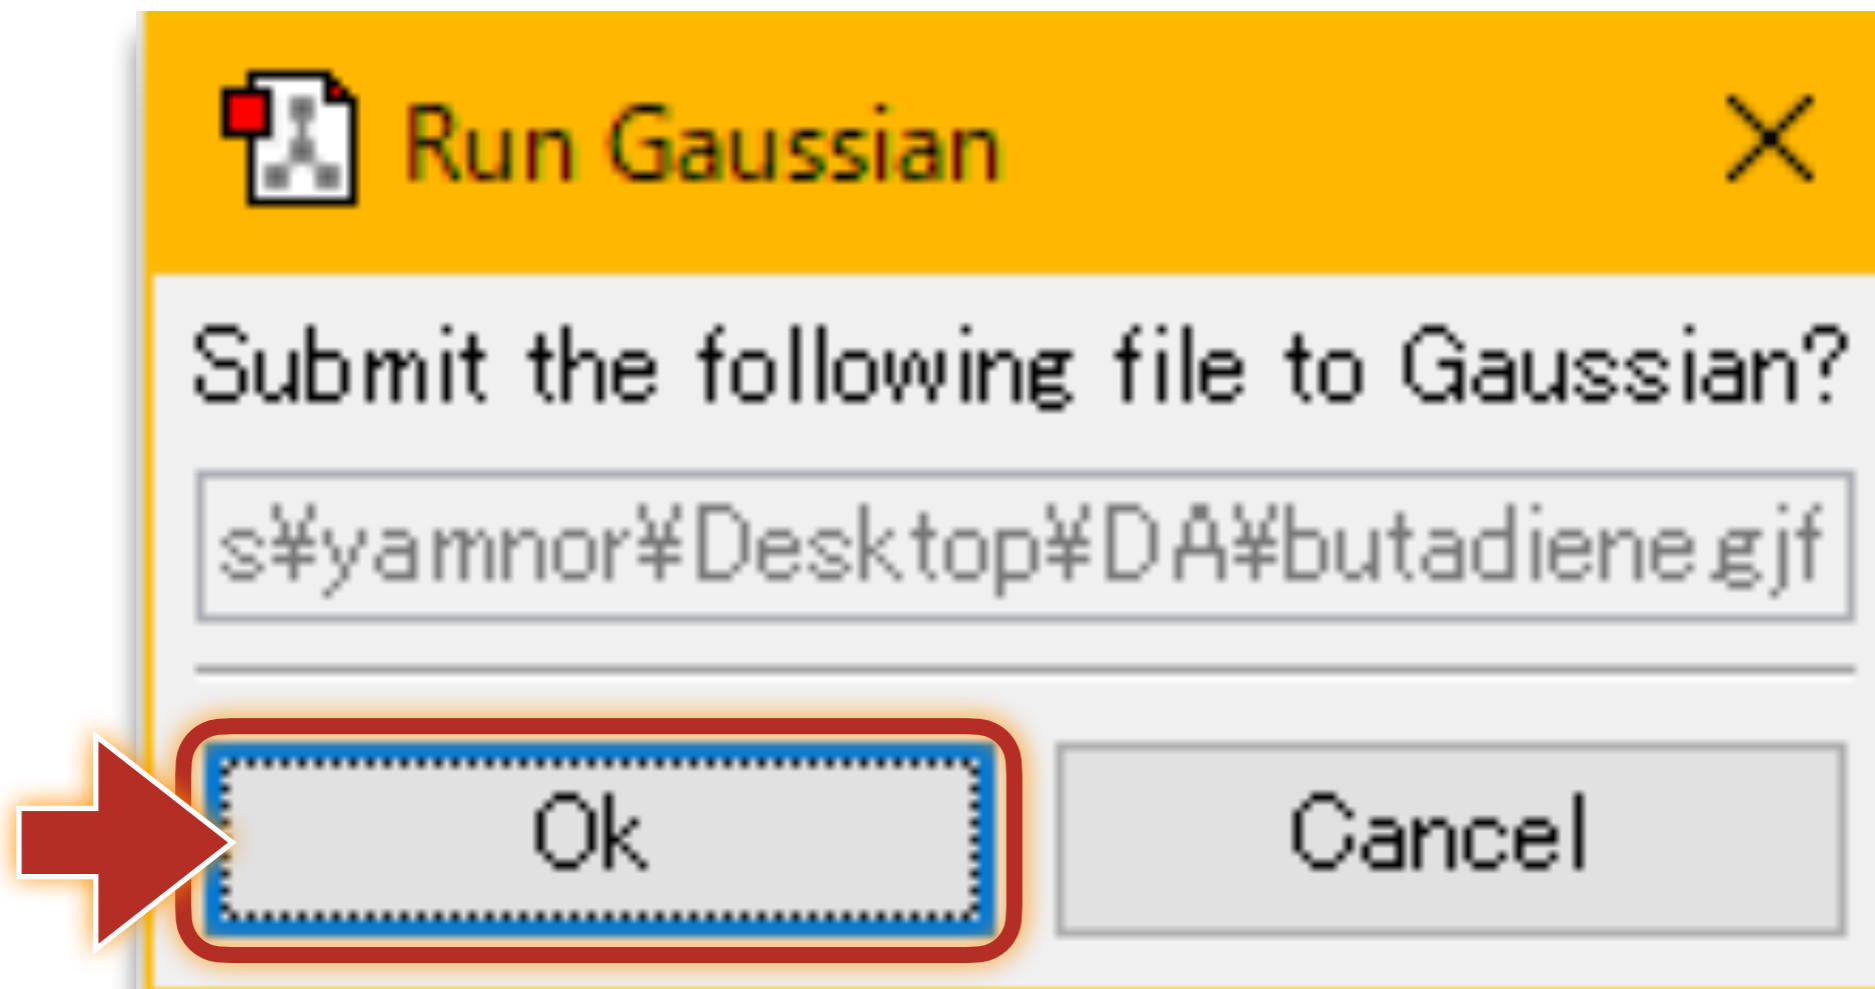 Run Gaussian
Submit the following file to Gaussian?
s¥yamnor¥Desktop¥DA¥butadiene.gjf
Ok Cancel